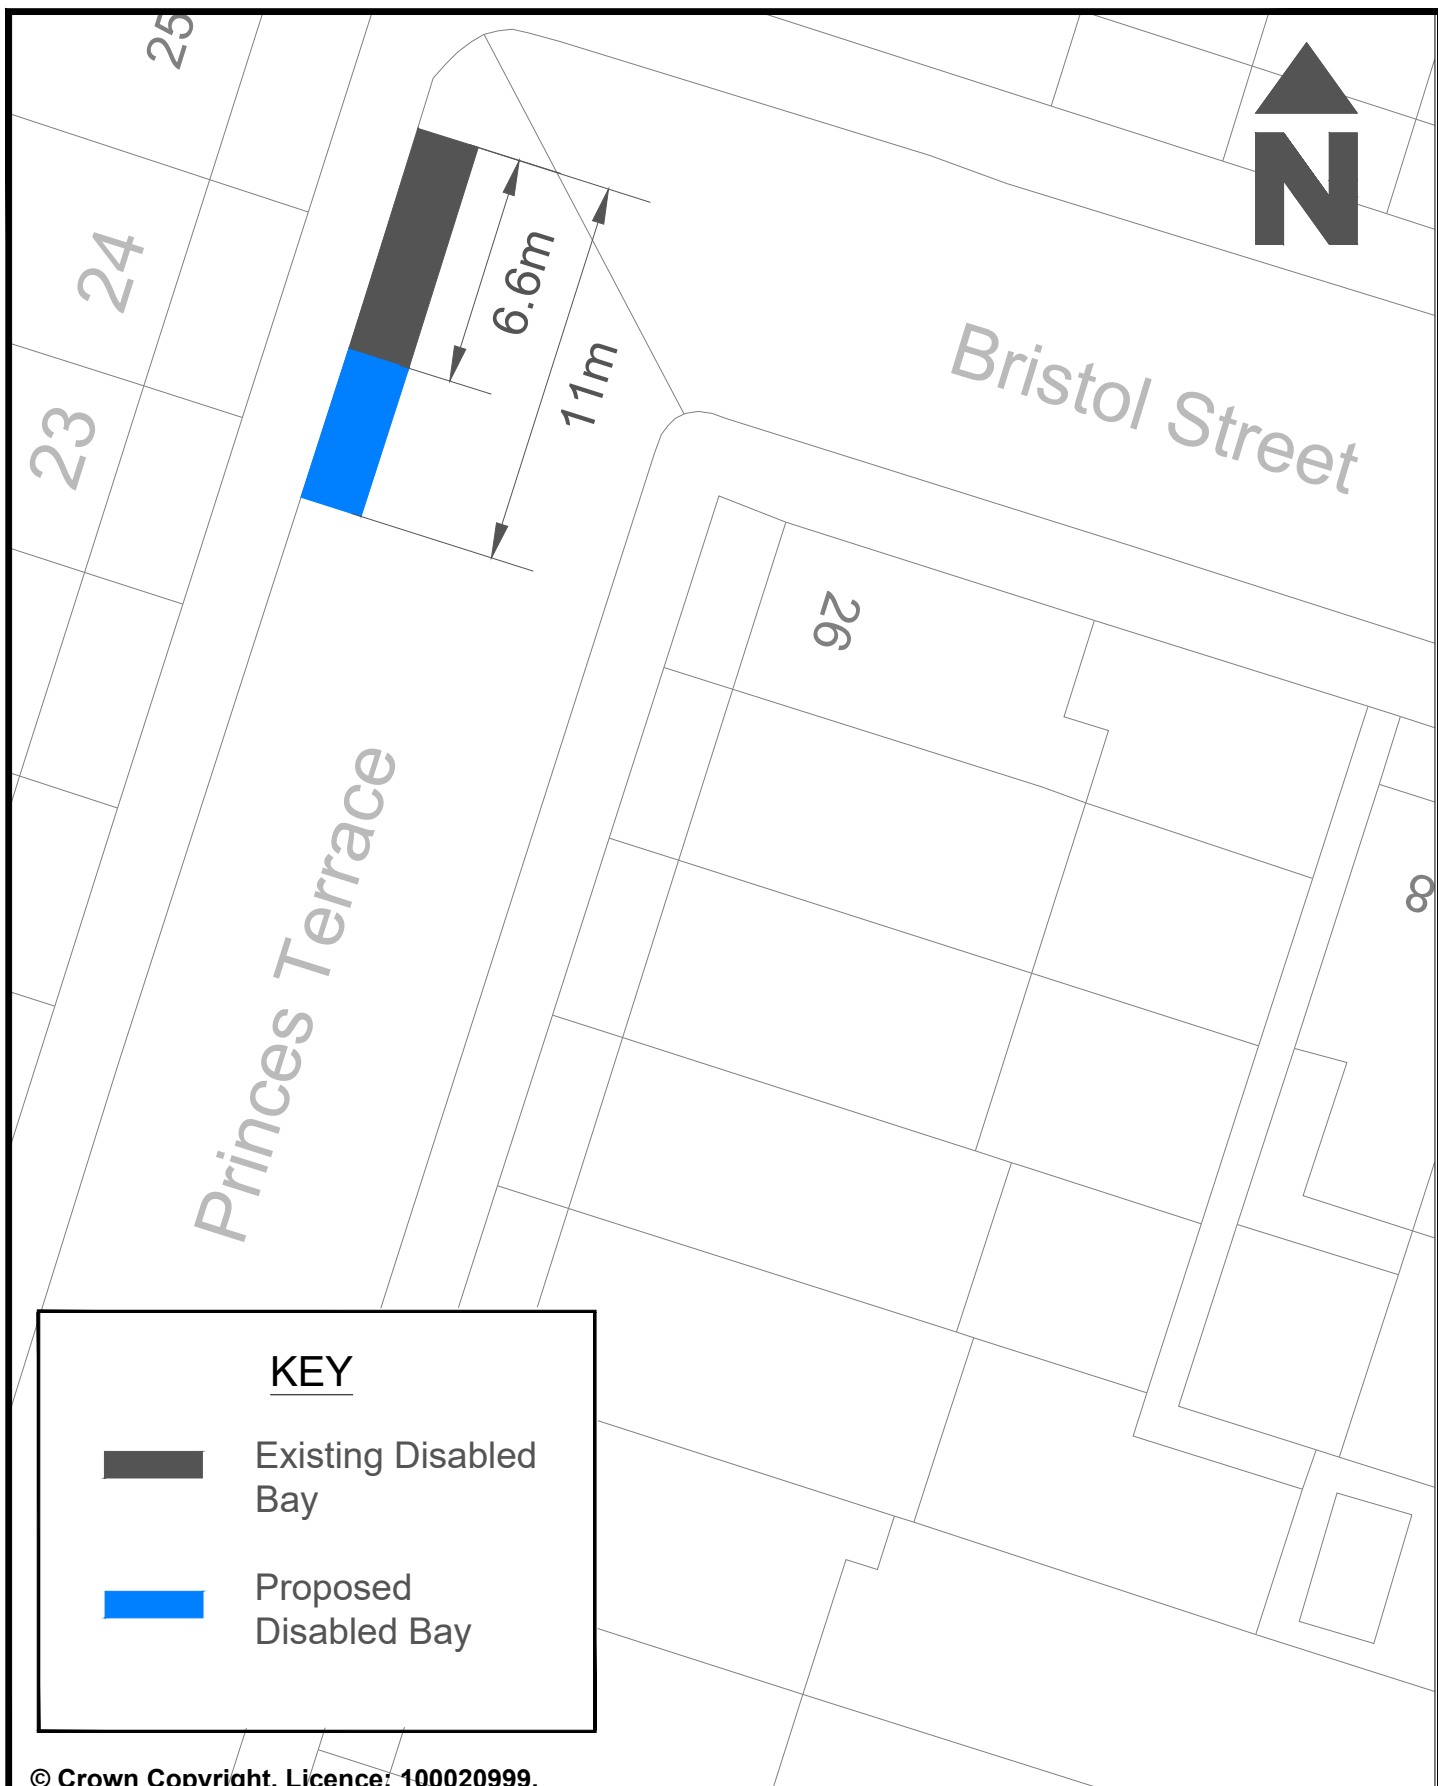 25
N
24
6.6m
11m
Bristol Street
23
26
Princes Terrace
8
KEY
Existing Disabled
Bay
Proposed
Disabled Bay
© Crown Copyright. Licence: 100020999.